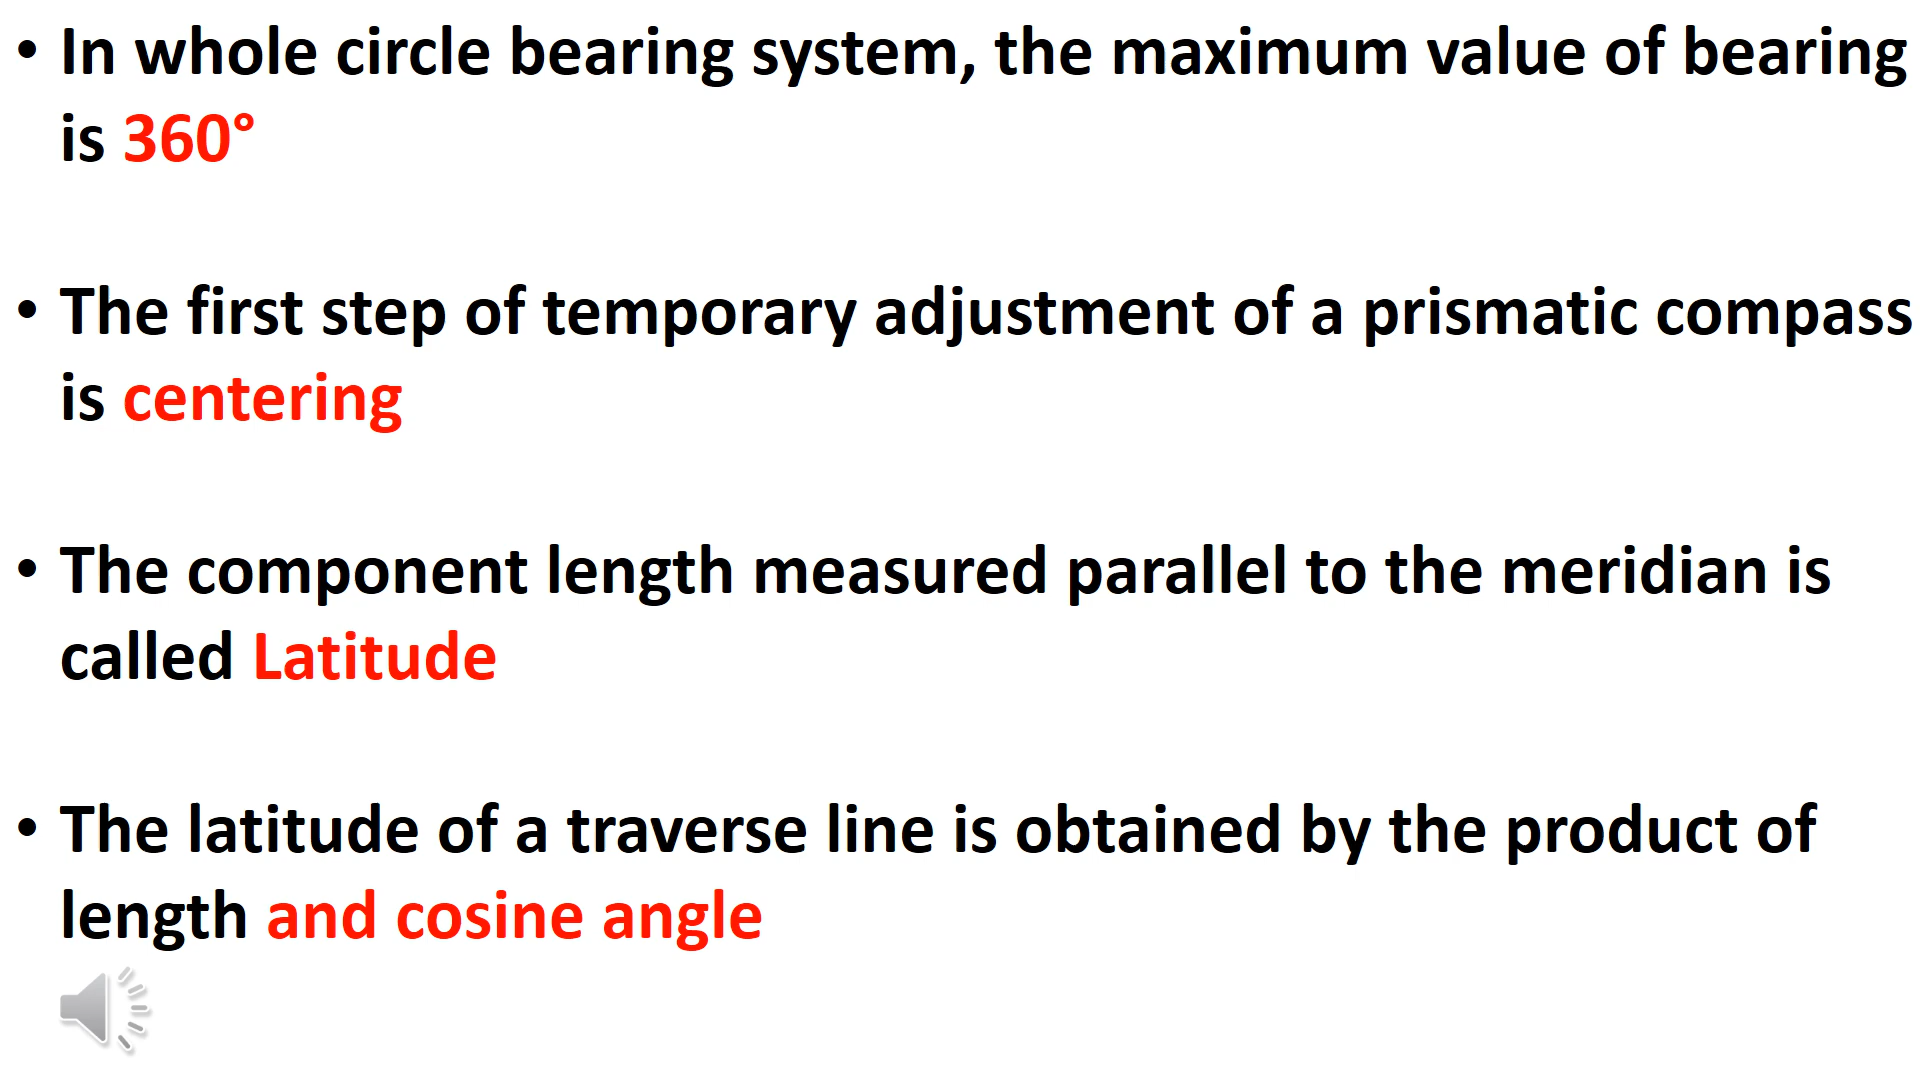 • In whole circle bearing system, the maximum value of bearing
is 360°
• The first step of temporary adjustment of a prismatic compass
is centering
• The component length measured parallel to the meridian is
called Latitude
• The latitude of a traverse line is obtained by the product of
length and cosine angle